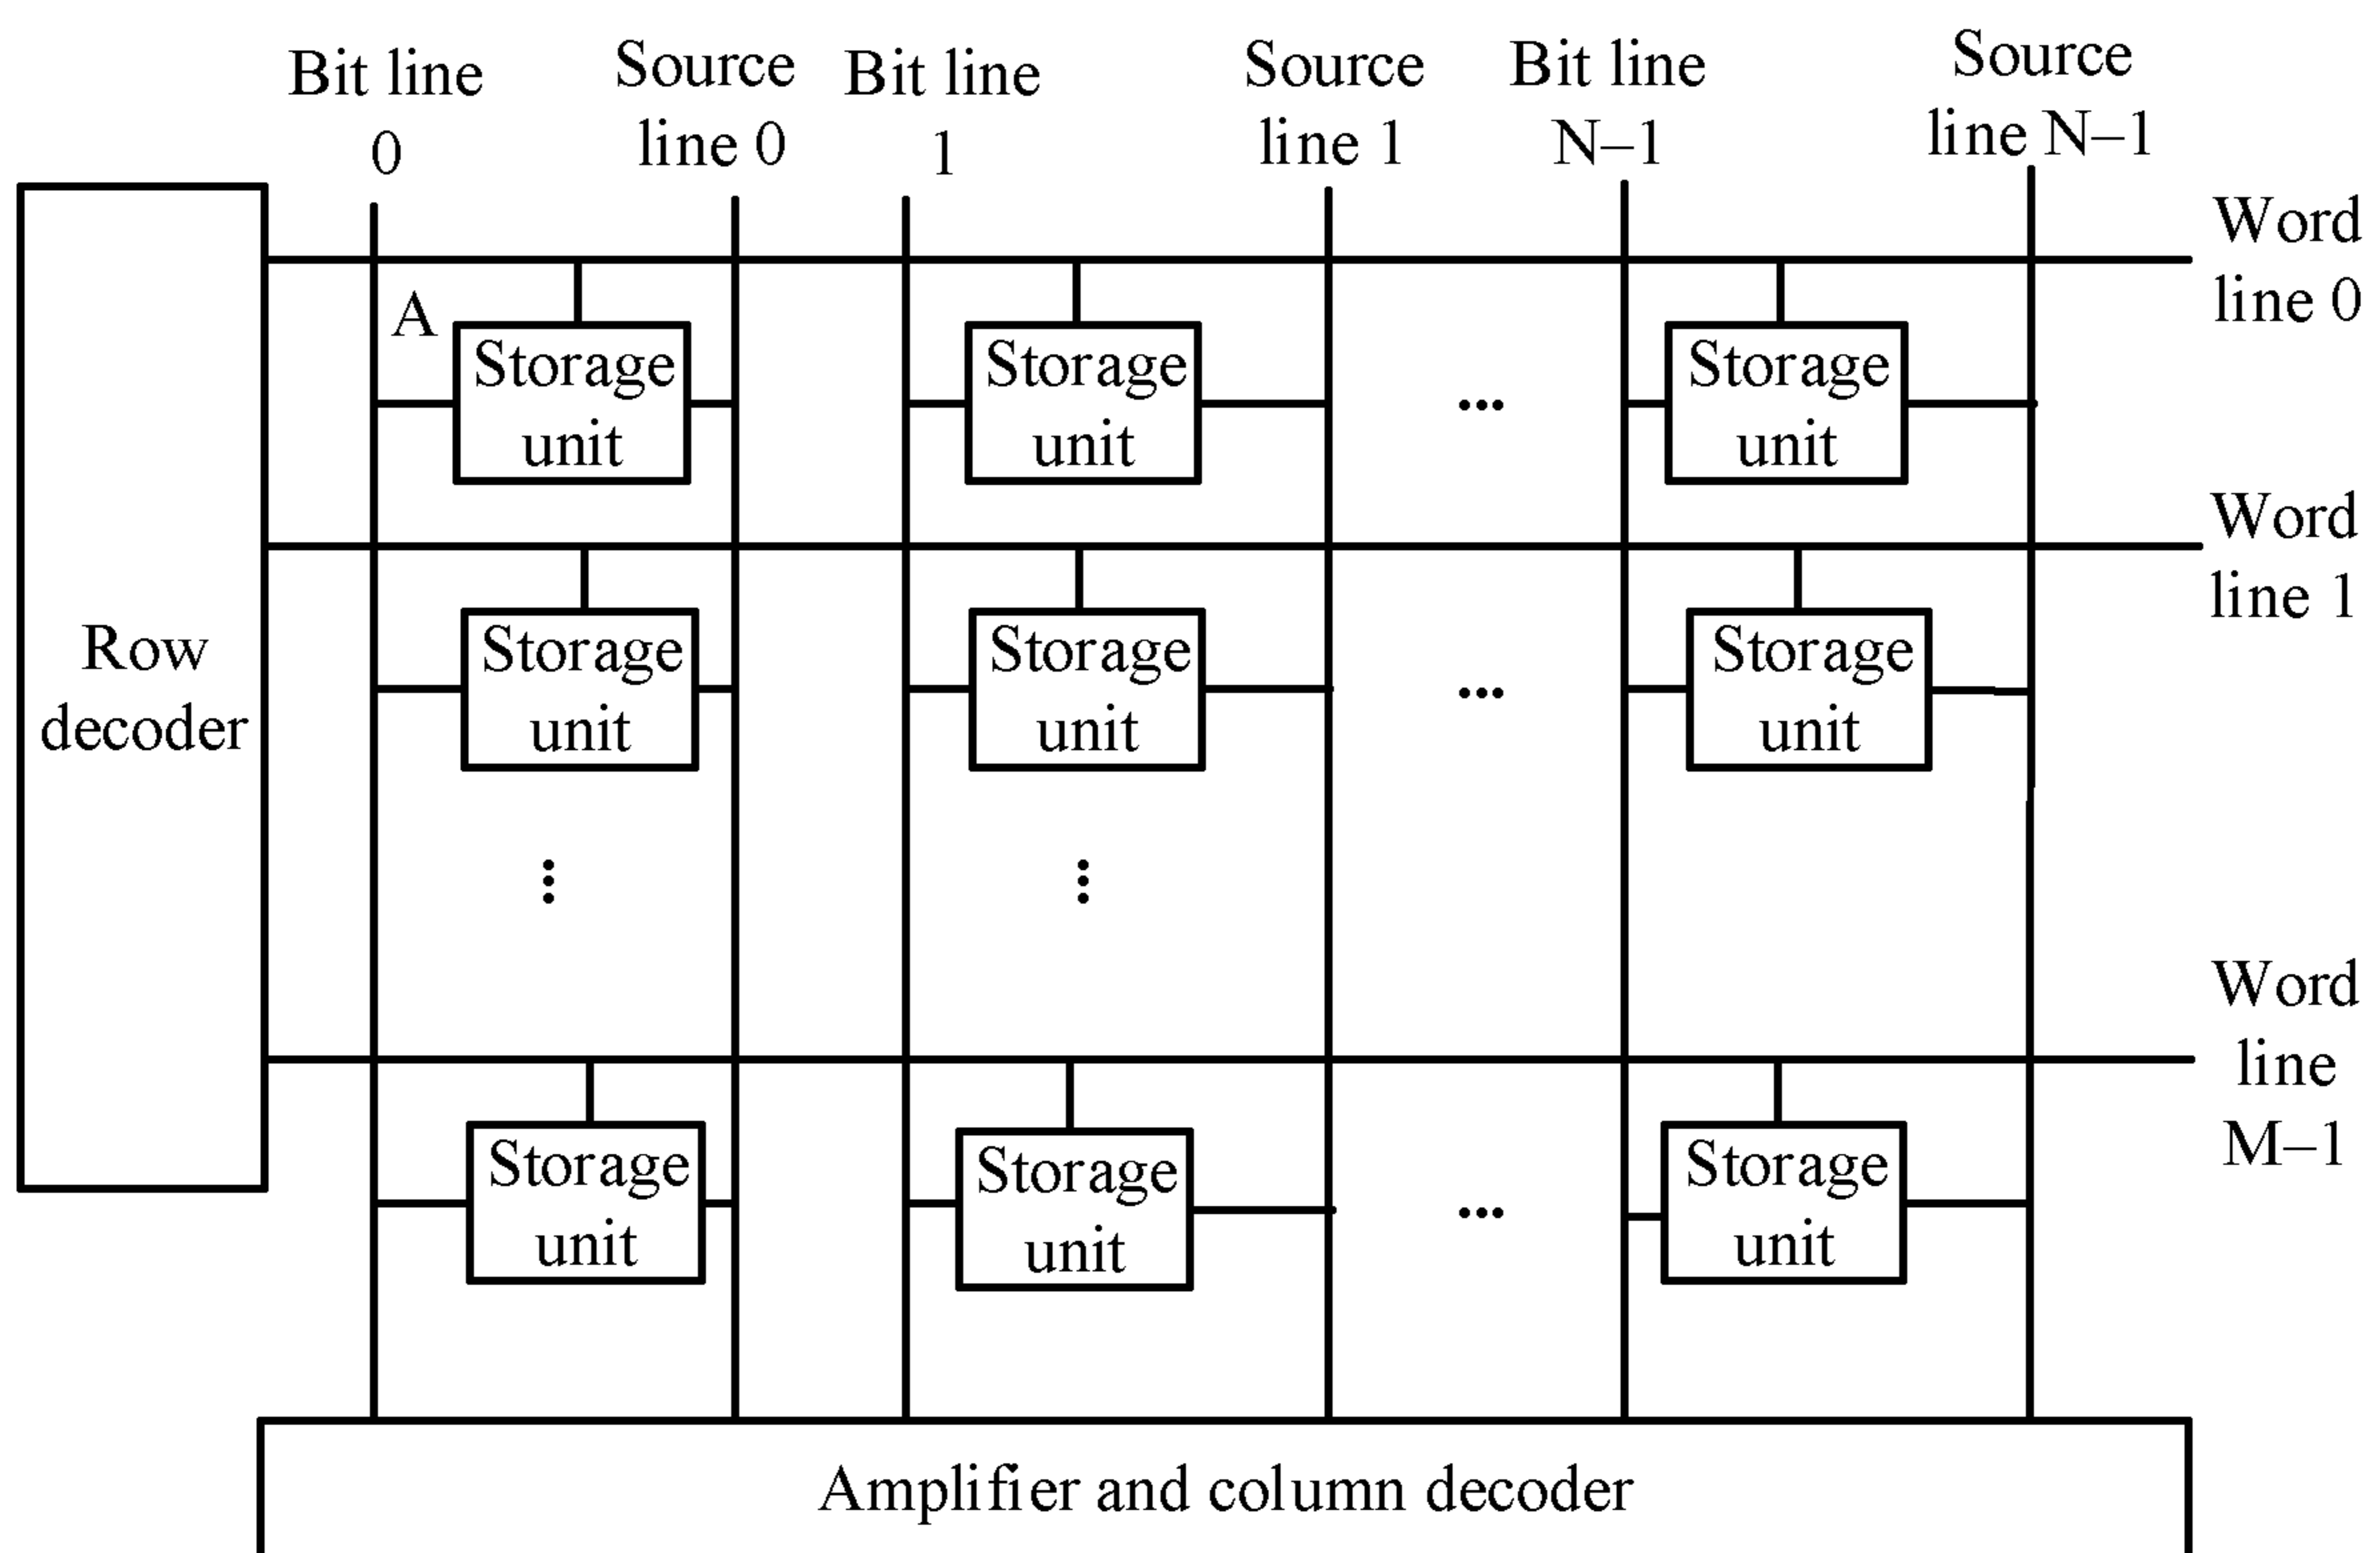 Bit line
0
Source
line 0
Bit line
1
Source
line 1
Bit line
N–1
Source
line N–1
Word
line 0
A
Storage
unit
Storage
unit
...
Storage
unit
Word
line 1
Row
decoder
Storage
unit
Storage
unit
...
Storage
unit
Word
line
M–1
Storage
unit
Storage
unit
...
Storage
unit
Amplifier and column decoder